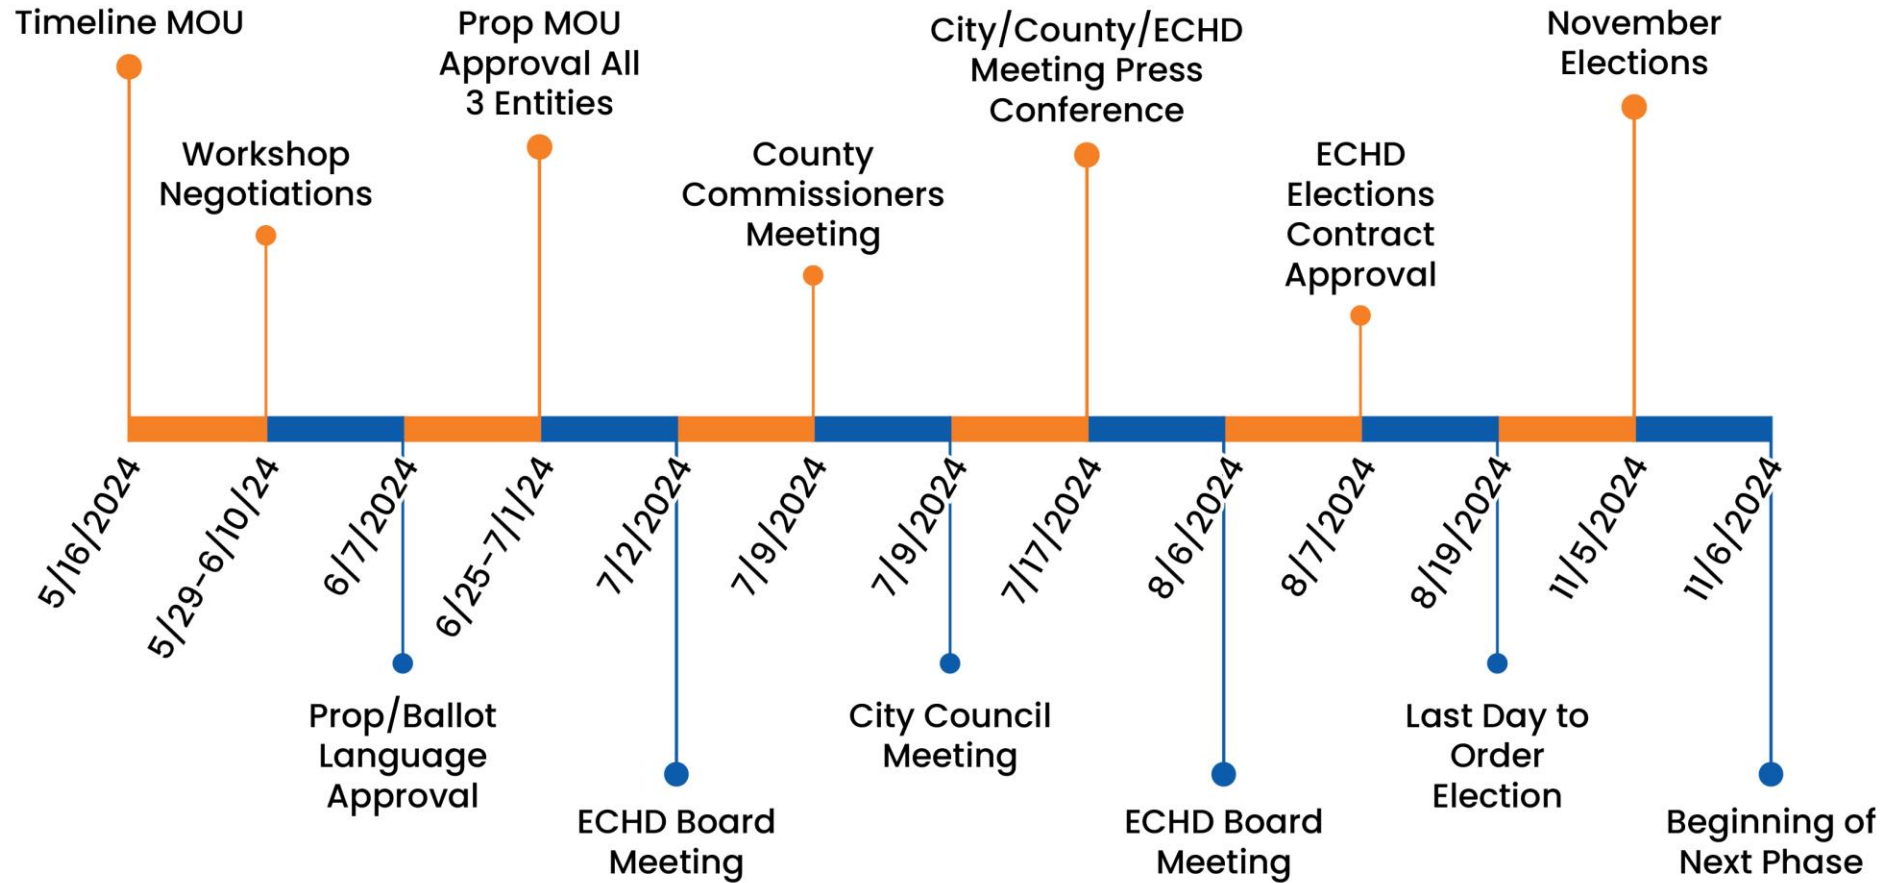 Timeline MOU
Prop MOU
Approval All
3 Entities
City/County/ECHD
Meeting Press
Conference
November
Elections
Workshop
Negotiations
County
Commissioners
Meeting
ECHD
Elections
Contract
Approval
5/16/2024
5/29-6/10/24
6/7/2024
6/25-7/1/24
7/2/2024
7/9/2024
7/9/2024
7/17/2024
8/6/2024
8/7/2024
8/19/2024
11/5/2024
11/6/2024
Prop/Ballot
Language
Approval
City Council
Meeting
Last Day to
Order
Election
ECHD Board
Meeting
ECHD Board
Meeting
Beginning of
Next Phase